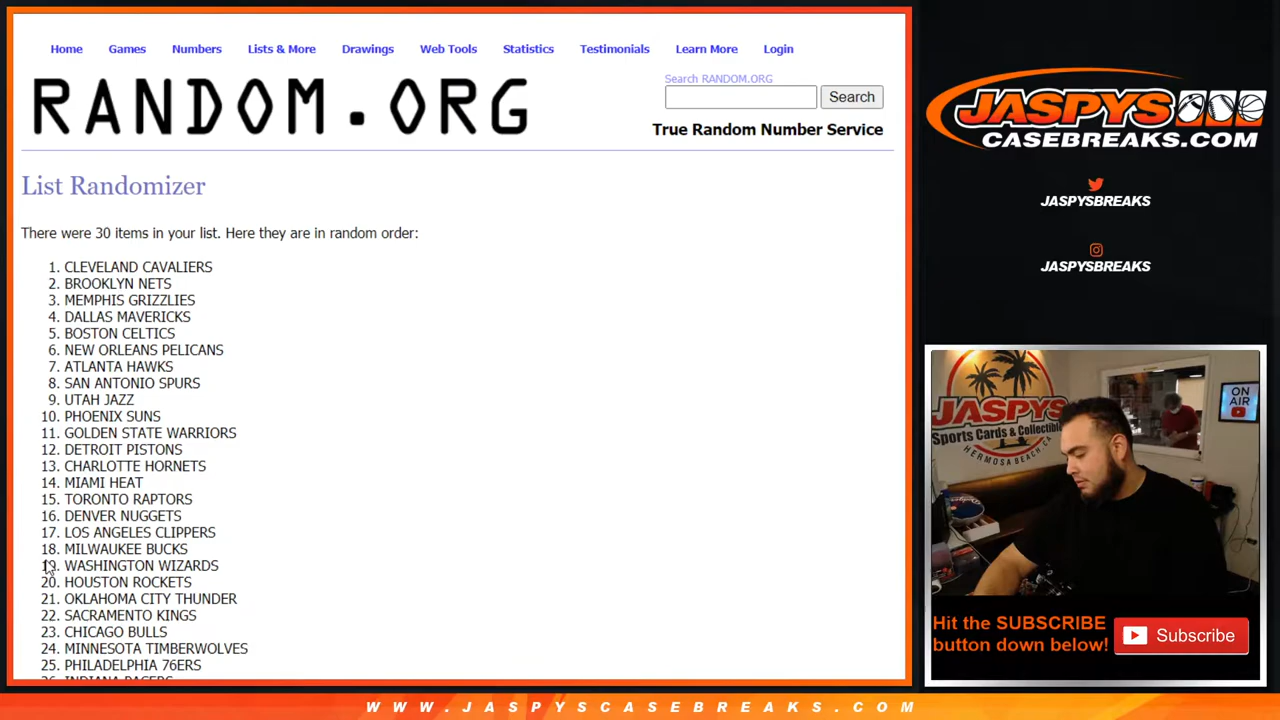 Home Games Numbers Lists & More Drawings Web Tools Statistics Testimonials Learn More Login
RANDOM.ORG
Search RANDOM.ORG
Search
True Random Number Service
List Randomizer
There were 30 items in your list. Here they are in random order:
1. CLEVELAND CAVALIERS
2. BROOKLYN NETS
3. MEMPHIS GRIZZLIES
4. DALLAS MAVERICKS
5. BOSTON CELTICS
6. NEW ORLEANS PELICANS
7. ATLANTA HAWKS
8. SAN ANTONIO SPURS
9. UTAH JAZZ
10. PHOENIX SUNS
11. GOLDEN STATE WARRIORS
12. DETROIT PISTONS
13. CHARLOTTE HORNETS
14. MIAMI HEAT
15. TORONTO RAPTORS
16. DENVER NUGGETS
17. LOS ANGELES CLIPPERS
18. MILWAUKEE BUCKS
19. WASHINGTON WIZARDS
20. HOUSTON ROCKETS
21. OKLAHOMA CITY THUNDER
22. SACRAMENTO KINGS
23. CHICAGO BULLS
24. MINNESOTA TIMBERWOLVES
25. PHILADELPHIA 76ERS
26. INDIANA PACERS
JASPYS
CASEBREAKS.COM
JASPYSBREAKS
JASPYSBREAKS
JASPYS
Sports Cards & Collectibles
HERMOSA BEACH, CA
ON AIR
Hit the SUBSCRIBE
button down below!
Subscribe
WWW.JASPYSCASEBREAKS.COM